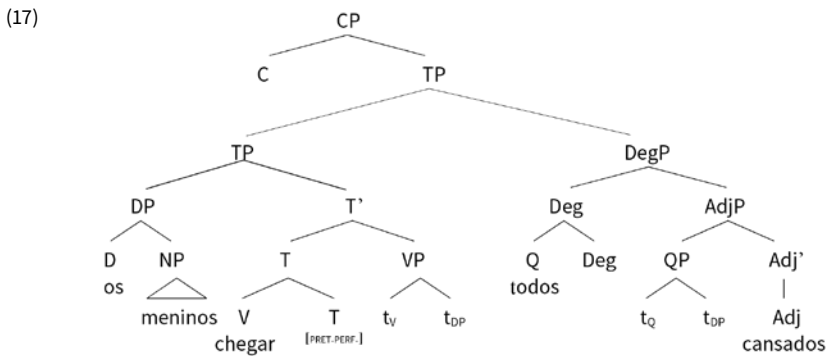 (17)
CP
C TP
TP DegP
DP T’ Deg AdjP
D NP T VP Q Deg QP Adj’
os todos
meninos V T tV tDP tQ tDP Adj
chegar [PRET.PERF.] cansados